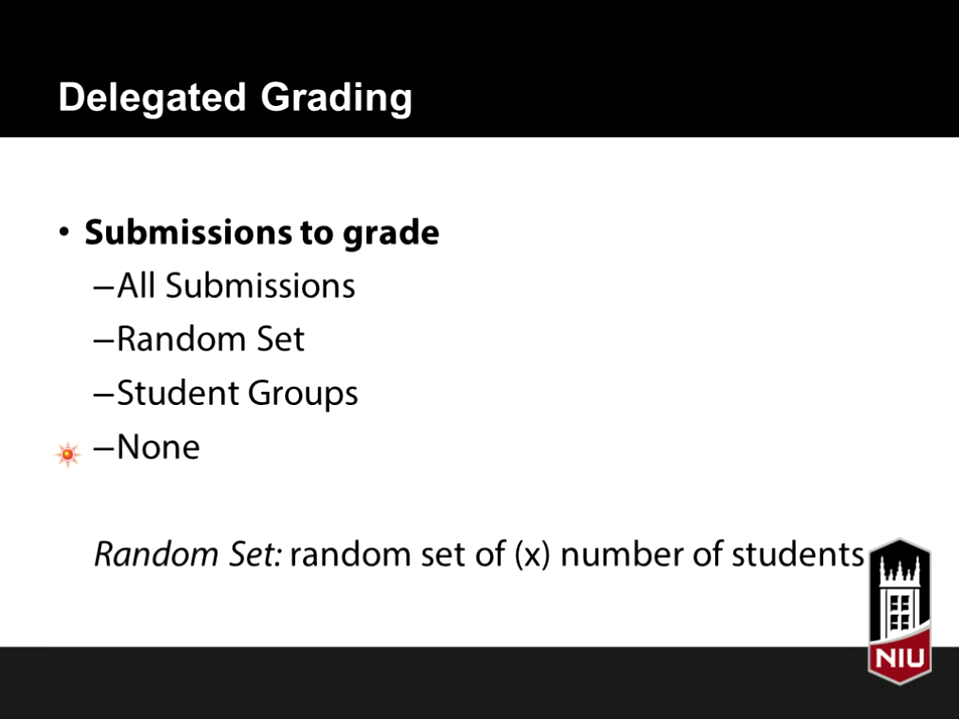 Delegated Grading
• Submissions to grade
–All Submissions
–Random Set
–Student Groups
–None
Random Set: random set of (x) number of students
NIU